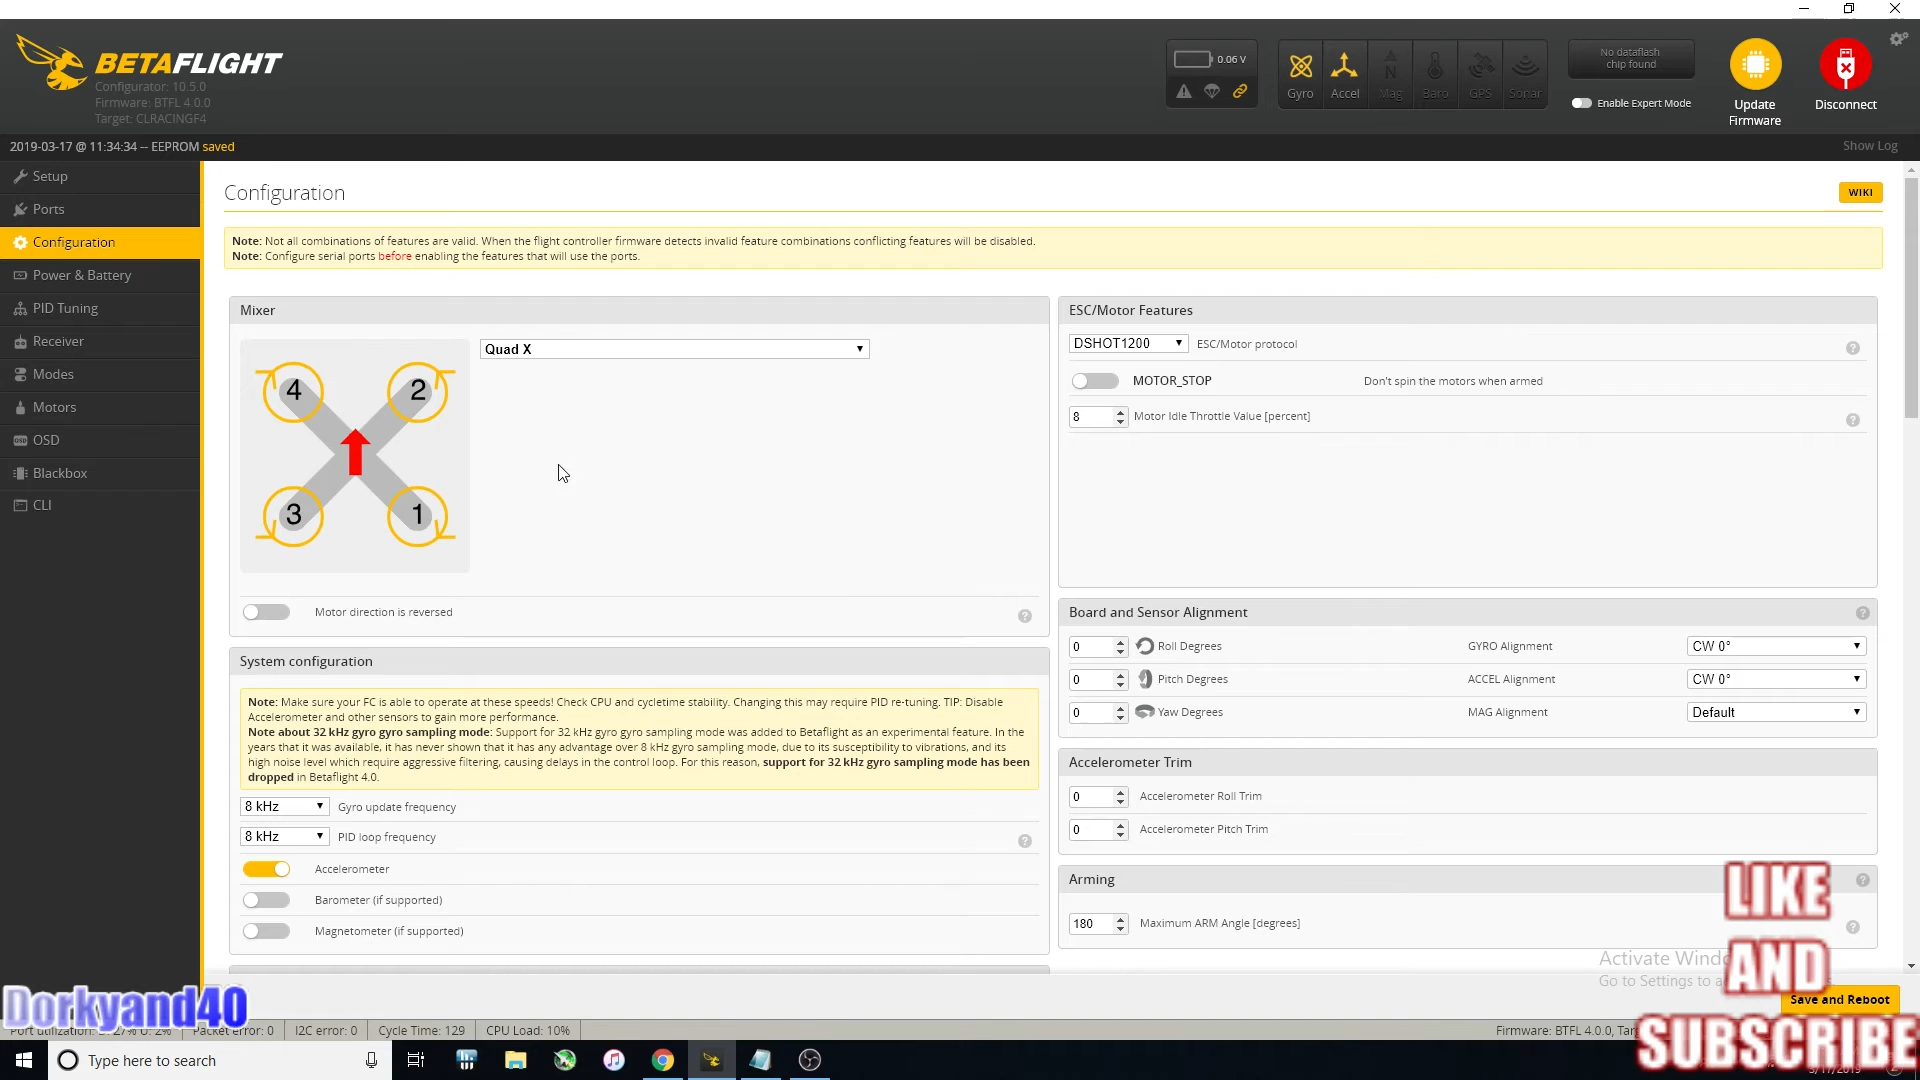 BETAFLIGHT
Configurator: 10.5.0
Firmware: BTFL 4.0.0
Target: CLRACINGF4
0.06 V
Gyro
Accel
Mag
Baro
GPS
Sonar
No dataflash
chip found
Enable Expert Mode
Update
Firmware
Disconnect
2019-03-17 @ 11:34:34 -- EEPROM saved
Show Log
Setup
Ports
Configuration
Power & Battery
PID Tuning
Receiver
Modes
Motors
OSD
Blackbox
CLI
Configuration
WIKI
Note: Not all combinations of features are valid. When the flight controller firmware detects invalid feature combinations conflicting features will be disabled.
Note: Configure serial ports before enabling the features that will use the ports.
Mixer
Quad X
4
2
3
1
Motor direction is reversed
System configuration
Note: Make sure your FC is able to operate at these speeds! Check CPU and cycletime stability. Changing this may require PID re-tuning. TIP: Disable
Accelerometer and other sensors to gain more performance.
Note about 32 kHz gyro gyro sampling mode: Support for 32 kHz gyro gyro sampling mode was added to Betaflight as an experimental feature. In the
years that it was available, it has never shown that it has any advantage over 8 kHz gyro sampling mode, due to its susceptibility to vibrations, and its
high noise level which require aggressive filtering, causing delays in the control loop. For this reason, support for 32 kHz gyro sampling mode has been
dropped in Betaflight 4.0.
8 kHz Gyro update frequency
8 kHz PID loop frequency
Accelerometer
Barometer (if supported)
Magnetometer (if supported)
ESC/Motor Features
DSHOT1200 ESC/Motor protocol
MOTOR_STOP Don't spin the motors when armed
8 Motor Idle Throttle Value [percent]
Board and Sensor Alignment
0 Roll Degrees GYRO Alignment CW 0°
0 Pitch Degrees ACCEL Alignment CW 0°
0 Yaw Degrees MAG Alignment Default
Accelerometer Trim
0 Accelerometer Roll Trim
0 Accelerometer Pitch Trim
Arming
180 Maximum ARM Angle [degrees]
Activate
Go to Settings to
LIKE
AND
SUBSCRIBE
Save and Reboot
Dorkyand40
Packet error: 0
I2C error: 0
Cycle Time: 129
CPU Load: 10%
Firmware: BTFL 4.0.0,
Type here to search